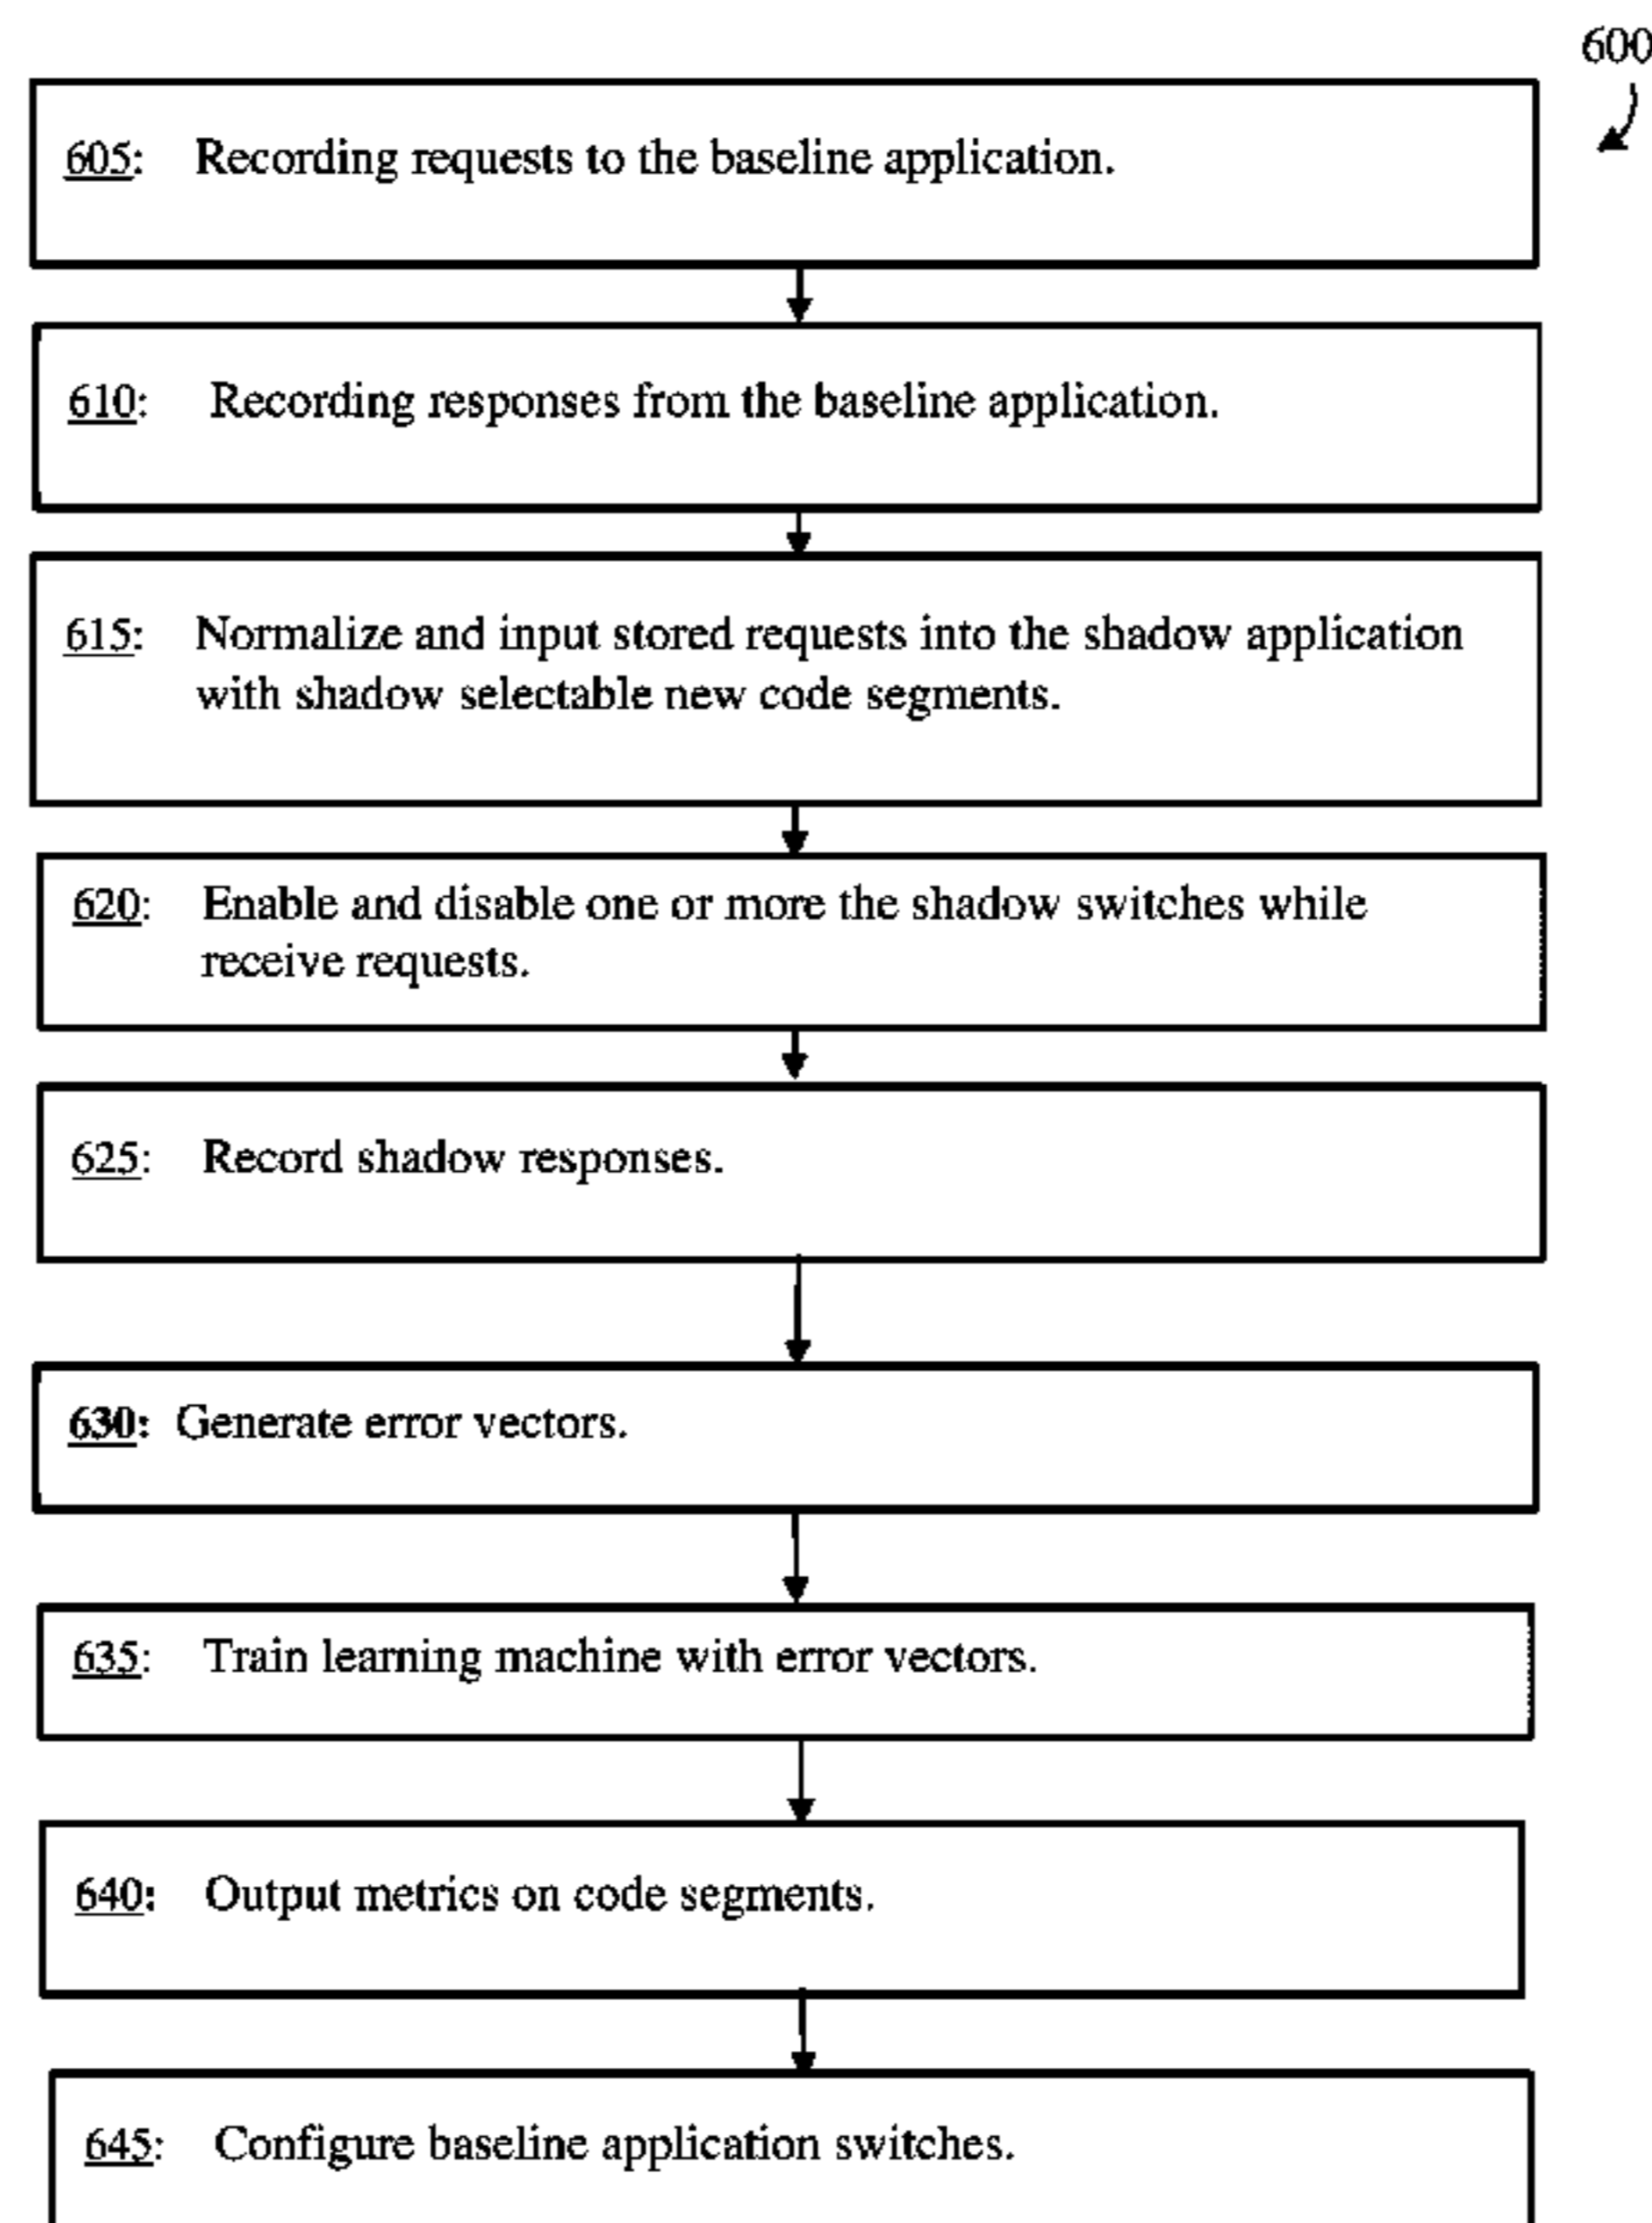 600
605: Recording requests to the baseline application.
610: Recording responses from the baseline application.
615: Normalize and input stored requests into the shadow application
with shadow selectable new code segments.
620: Enable and disable one or more the shadow switches while
receive requests.
625: Record shadow responses.
630: Generate error vectors.
635: Train learning machine with error vectors.
640: Output metrics on code segments.
645: Configure baseline application switches.